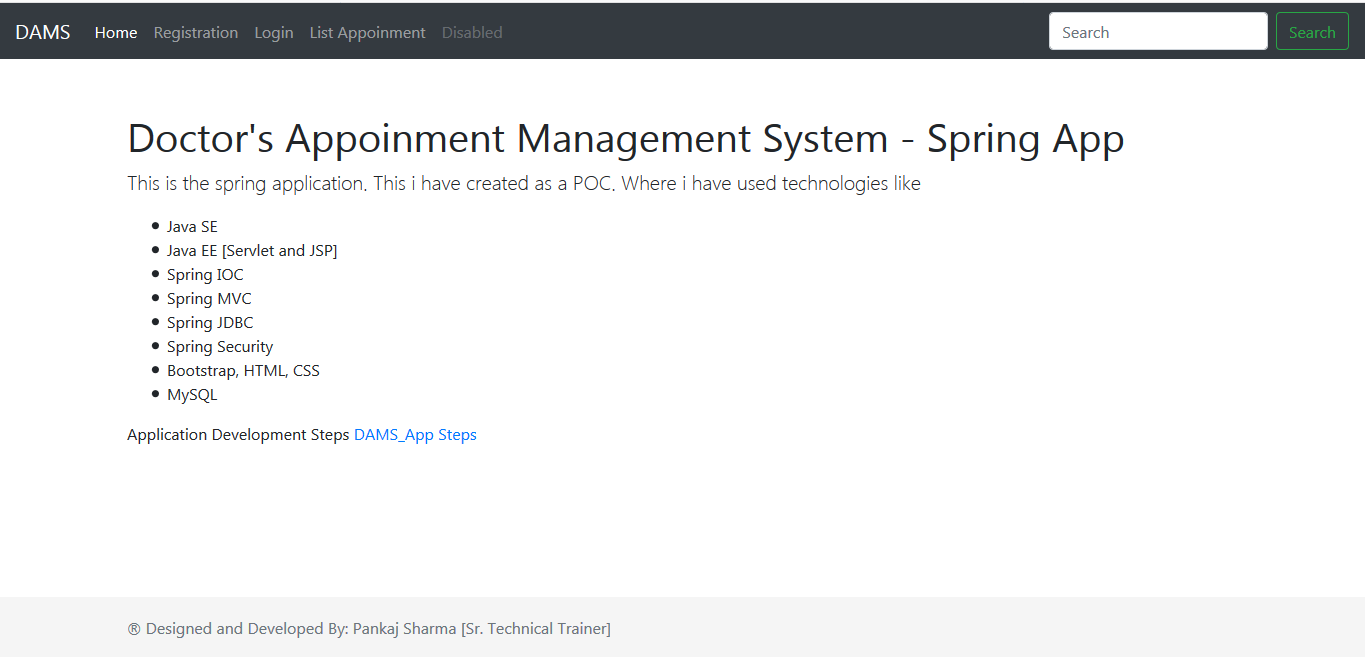 DAMS Home Registration Login List Appoinment Disabled Search Search
Doctor's Appoinment Management System - Spring App
This is the spring application. This i have created as a POC. Where i have used technologies like
• Java SE
• Java EE [Servlet and JSP]
• Spring IOC
• Spring MVC
• Spring JDBC
• Spring Security
• Bootstrap, HTML, CSS
• MySQL
Application Development Steps DAMS_App Steps
® Designed and Developed By: Pankaj Sharma [Sr. Technical Trainer]